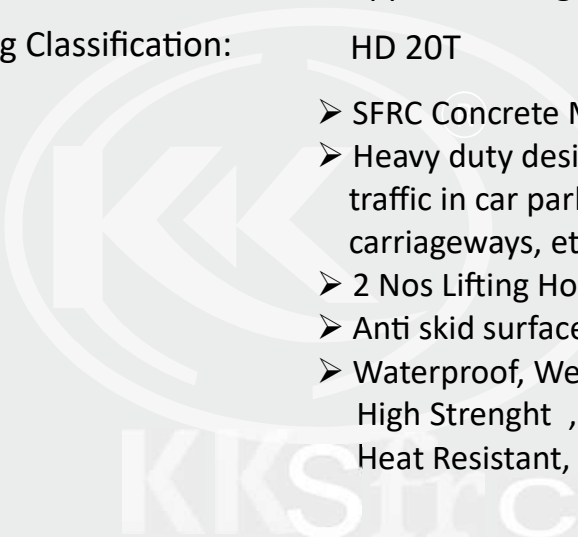 g Classification: HD 20T
➢ SFRC Concrete M
➢ Heavy duty desi
traffic in car parl
carriageways, et
➢ 2 Nos Lifting Ho
➢ Anti skid surface
➢ Waterproof, We
High Strenght ,
Heat Resistant,
KKSfrc